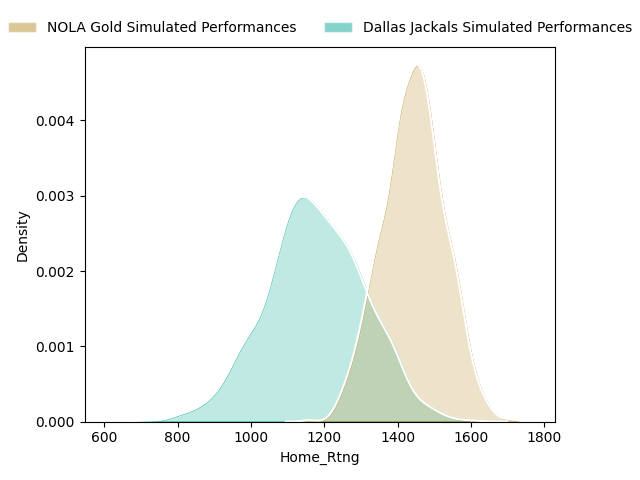 NOLA Gold Simulated Performances
Dallas Jackals Simulated Performances
0.004
0.003
0.002
0.001
0.000
Density
600 800 1000 1200 1400 1600 1800
Home_Rtng